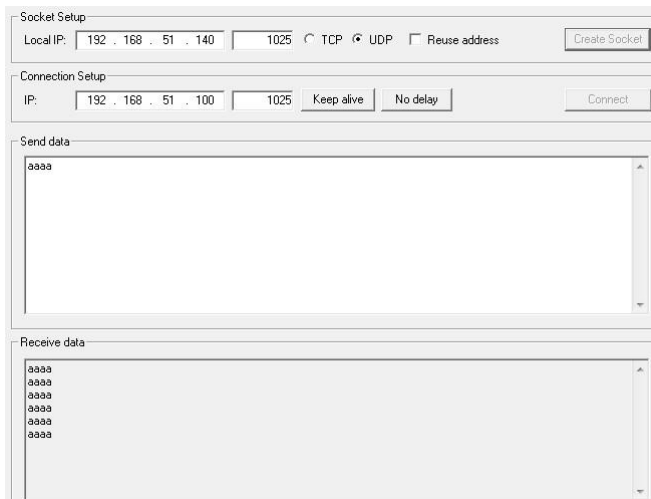 Socket Setup
Local IP: 192 . 168 . 51 . 140 1025 TCP UDP Reuse address Create Socket
Connection Setup
IP: 192 . 168 . 51 . 100 1025 Keep alive No delay Connect
Send data
aaaa
Receive data
aaaa
aaaa
aaaa
aaaa
aaaa
aaaa